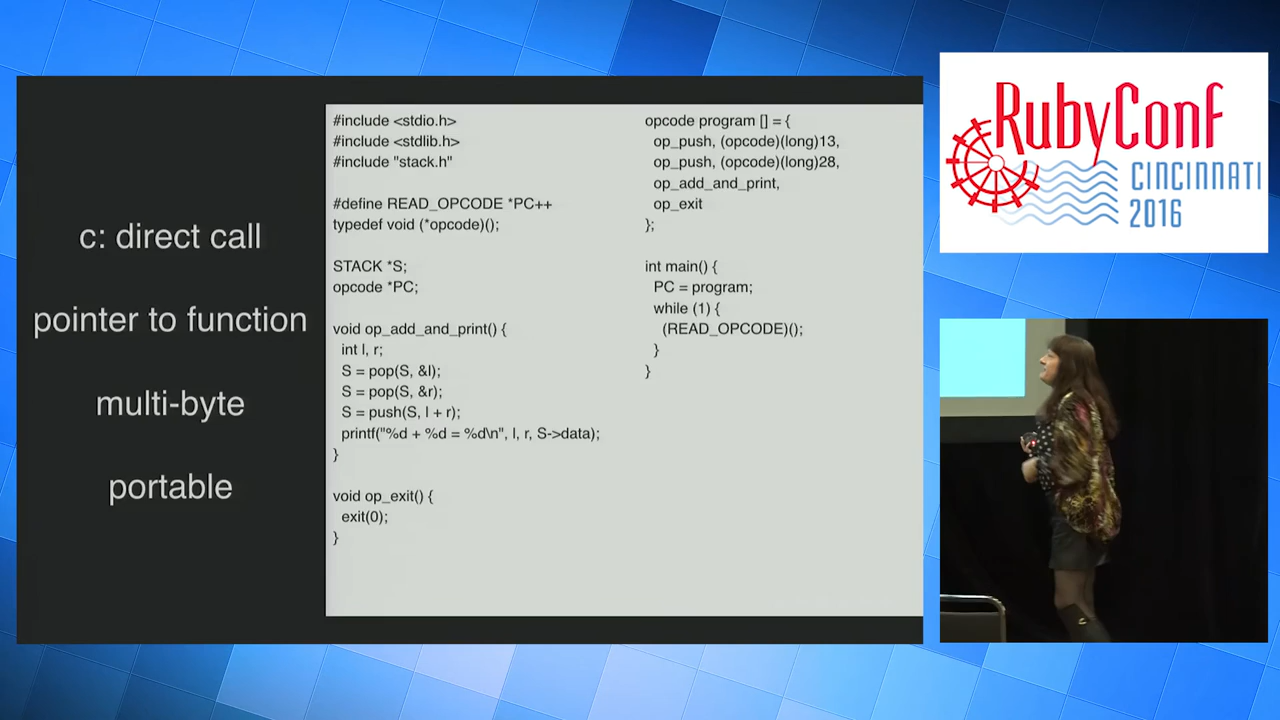 c: direct call
pointer to function
multi-byte
portable
#include <stdio.h>
#include <stdlib.h>
#include "stack.h"
#define READ_OPCODE *PC++
typedef void (*opcode)();
STACK *S;
opcode *PC;
void op_add_and_print() {
int l, r;
S = pop(S, &l);
S = pop(S, &r);
S = push(S, l + r);
printf("%d + %d = %d\n", l, r, S->data);
}
void op_exit() {
exit(0);
}
opcode program [] = {
op_push, (opcode)(long)13,
op_push, (opcode)(long)28,
op_add_and_print,
op_exit
};
int main() {
PC = program;
while (1) {
(READ_OPCODE)();
}
}
RubyConf
CINCINNATI
2016